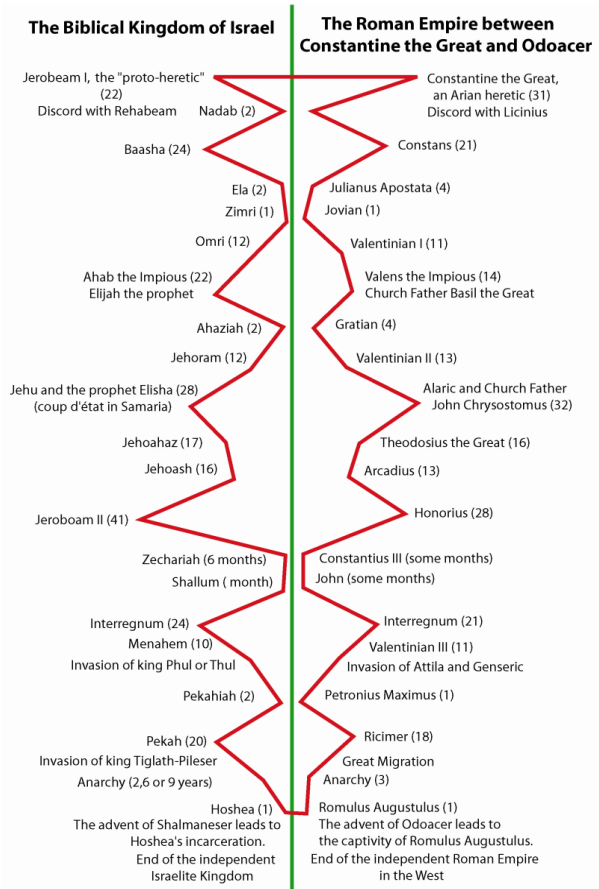 The Biblical Kingdom of Israel
Jerobeam I, the "proto-heretic"
(22)
Discord with Rehabeam
Nadab (2)
Baasha (24)
Ela (2)
Zimri (1)
Omri (12)
Ahab the Impious (22)
Elijah the prophet
Ahaziah (2)
Jehoram (12)
Jehu and the prophet Elisha (28)
(coup d'état in Samaria)
Jehoahaz (17)
Jehoash (16)
Jeroboam II (41)
Zechariah (6 months)
Shallum ( month)
Interregnum (24)
Menahem (10)
Invasion of king Phul or Thul
Pekahiah (2)
Pekah (20)
Invasion of king Tiglath-Pileser
Anarchy (2,6 or 9 years)
Hoshea (1)
The advent of Shalmaneser leads to
Hoshea's incarceration.
End of the independent
Israelite Kingdom
The Roman Empire between
Constantine the Great and Odoacer
Constantine the Great,
an Arian heretic (31)
Discord with Licinius
Constans (21)
Julianus Apostata (4)
Jovian (1)
Valentinian I (11)
Valens the Impious (14)
Church Father Basil the Great
Gratian (4)
Valentinian II (13)
Alaric and Church Father
John Chrysostomus (32)
Theodosius the Great (16)
Arcadius (13)
Honorius (28)
Constantius III (some months)
John (some months)
Interregnum (21)
Valentinian III (11)
Invasion of Attila and Genseric
Petronius Maximus (1)
Ricimer (18)
Great Migration
Anarchy (3)
Romulus Augustulus (1)
The advent of Odoacer leads to
the captivity of Romulus Augustulus.
End of the independent Roman Empire
in the West